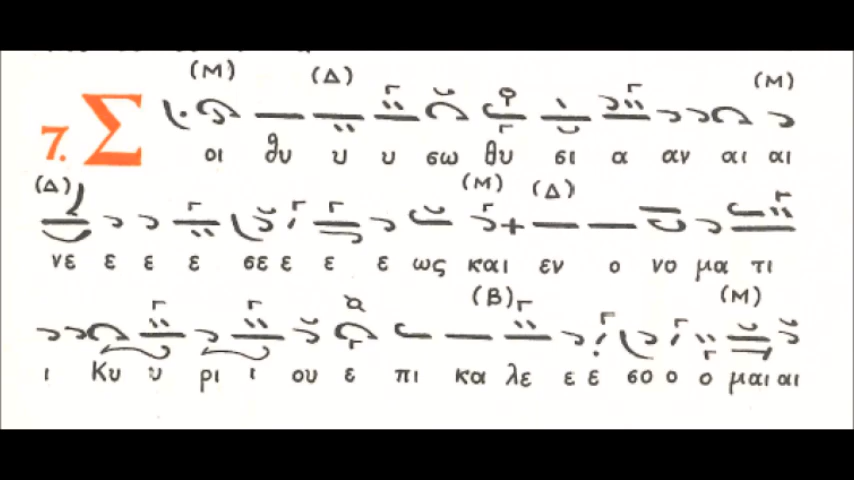 (Μ) (Δ) (Μ)
7. Σ οι θυ υ υ σω θυ σι α αν αι αι
(Δ) (Μ) (Δ)
νε ε ε ε σε ε ε ε ως και εν ο νο μα τι
(Β) (Μ)
ι Κυ υ ρι ι ου ε πι κα λε ε ε σο ο ο μαι αι